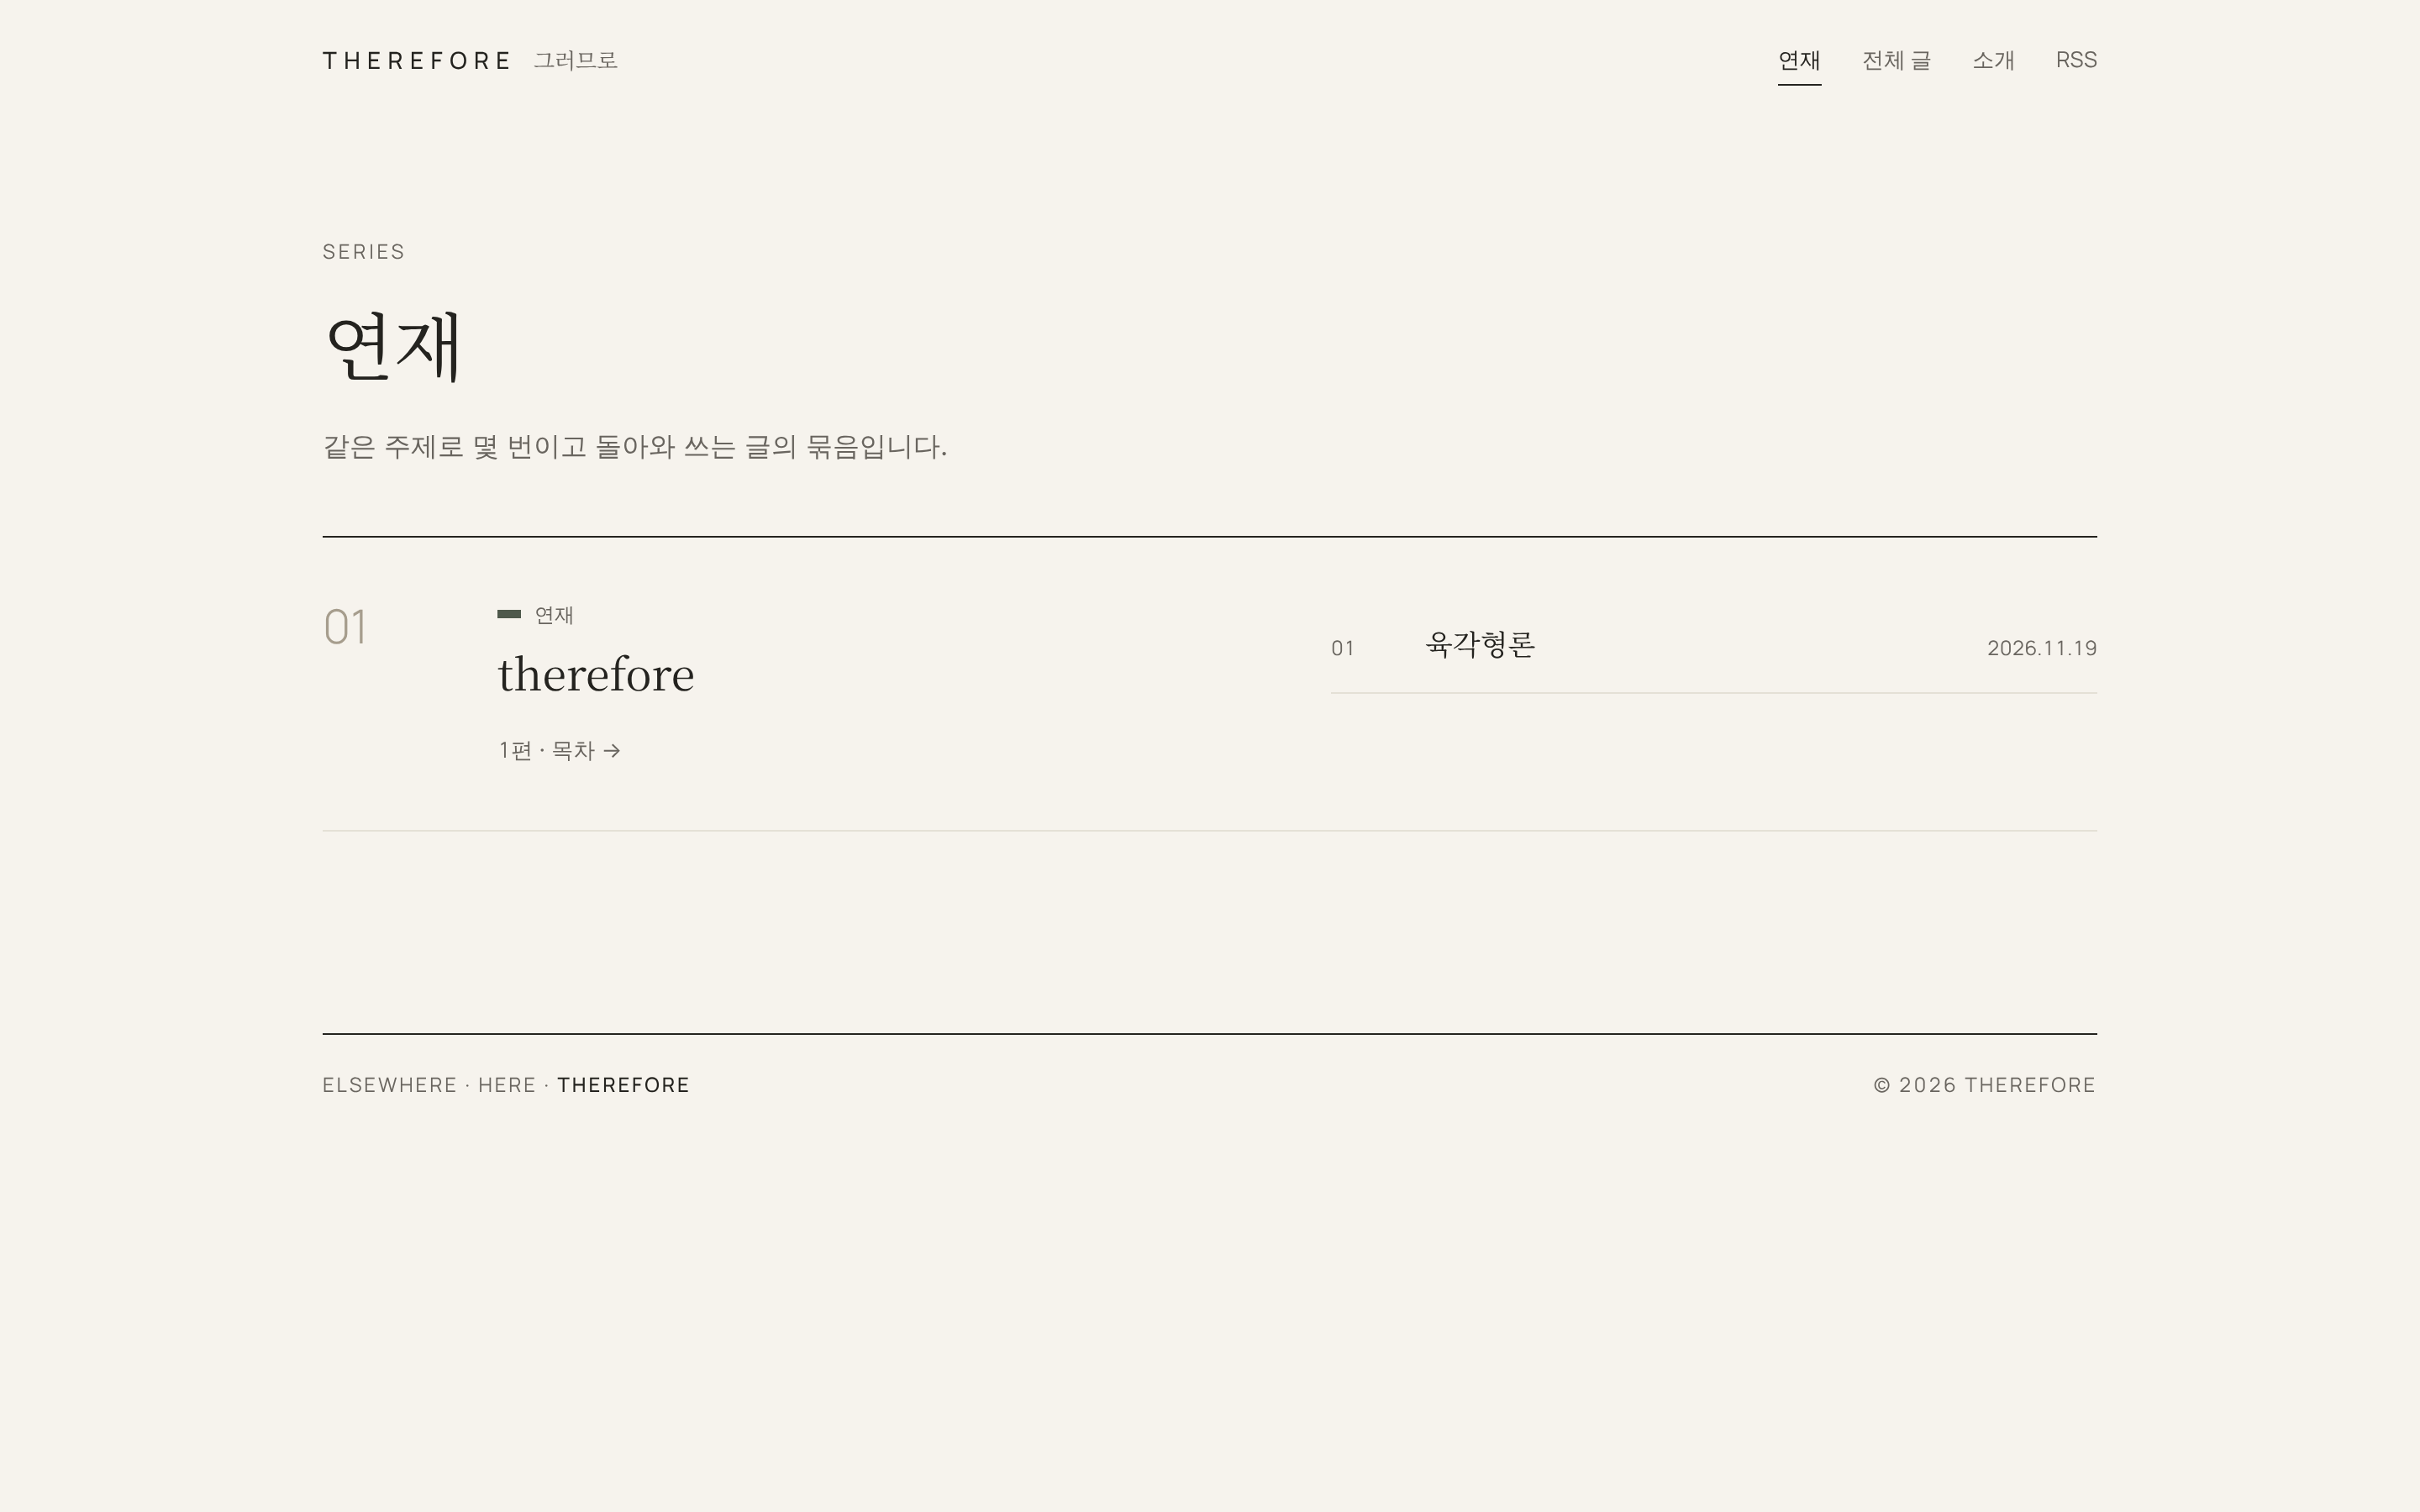 THEREFORE 그러므로
연재 전체 글 소개 RSS
SERIES
연재
같은 주제로 몇 번이고 돌아와 쓰는 글의 묶음입니다.
01
연재
therefore
1편 · 목차 →
01 육각형론 2026.11.19
ELSEWHERE · HERE · THEREFORE
© 2026 THEREFORE